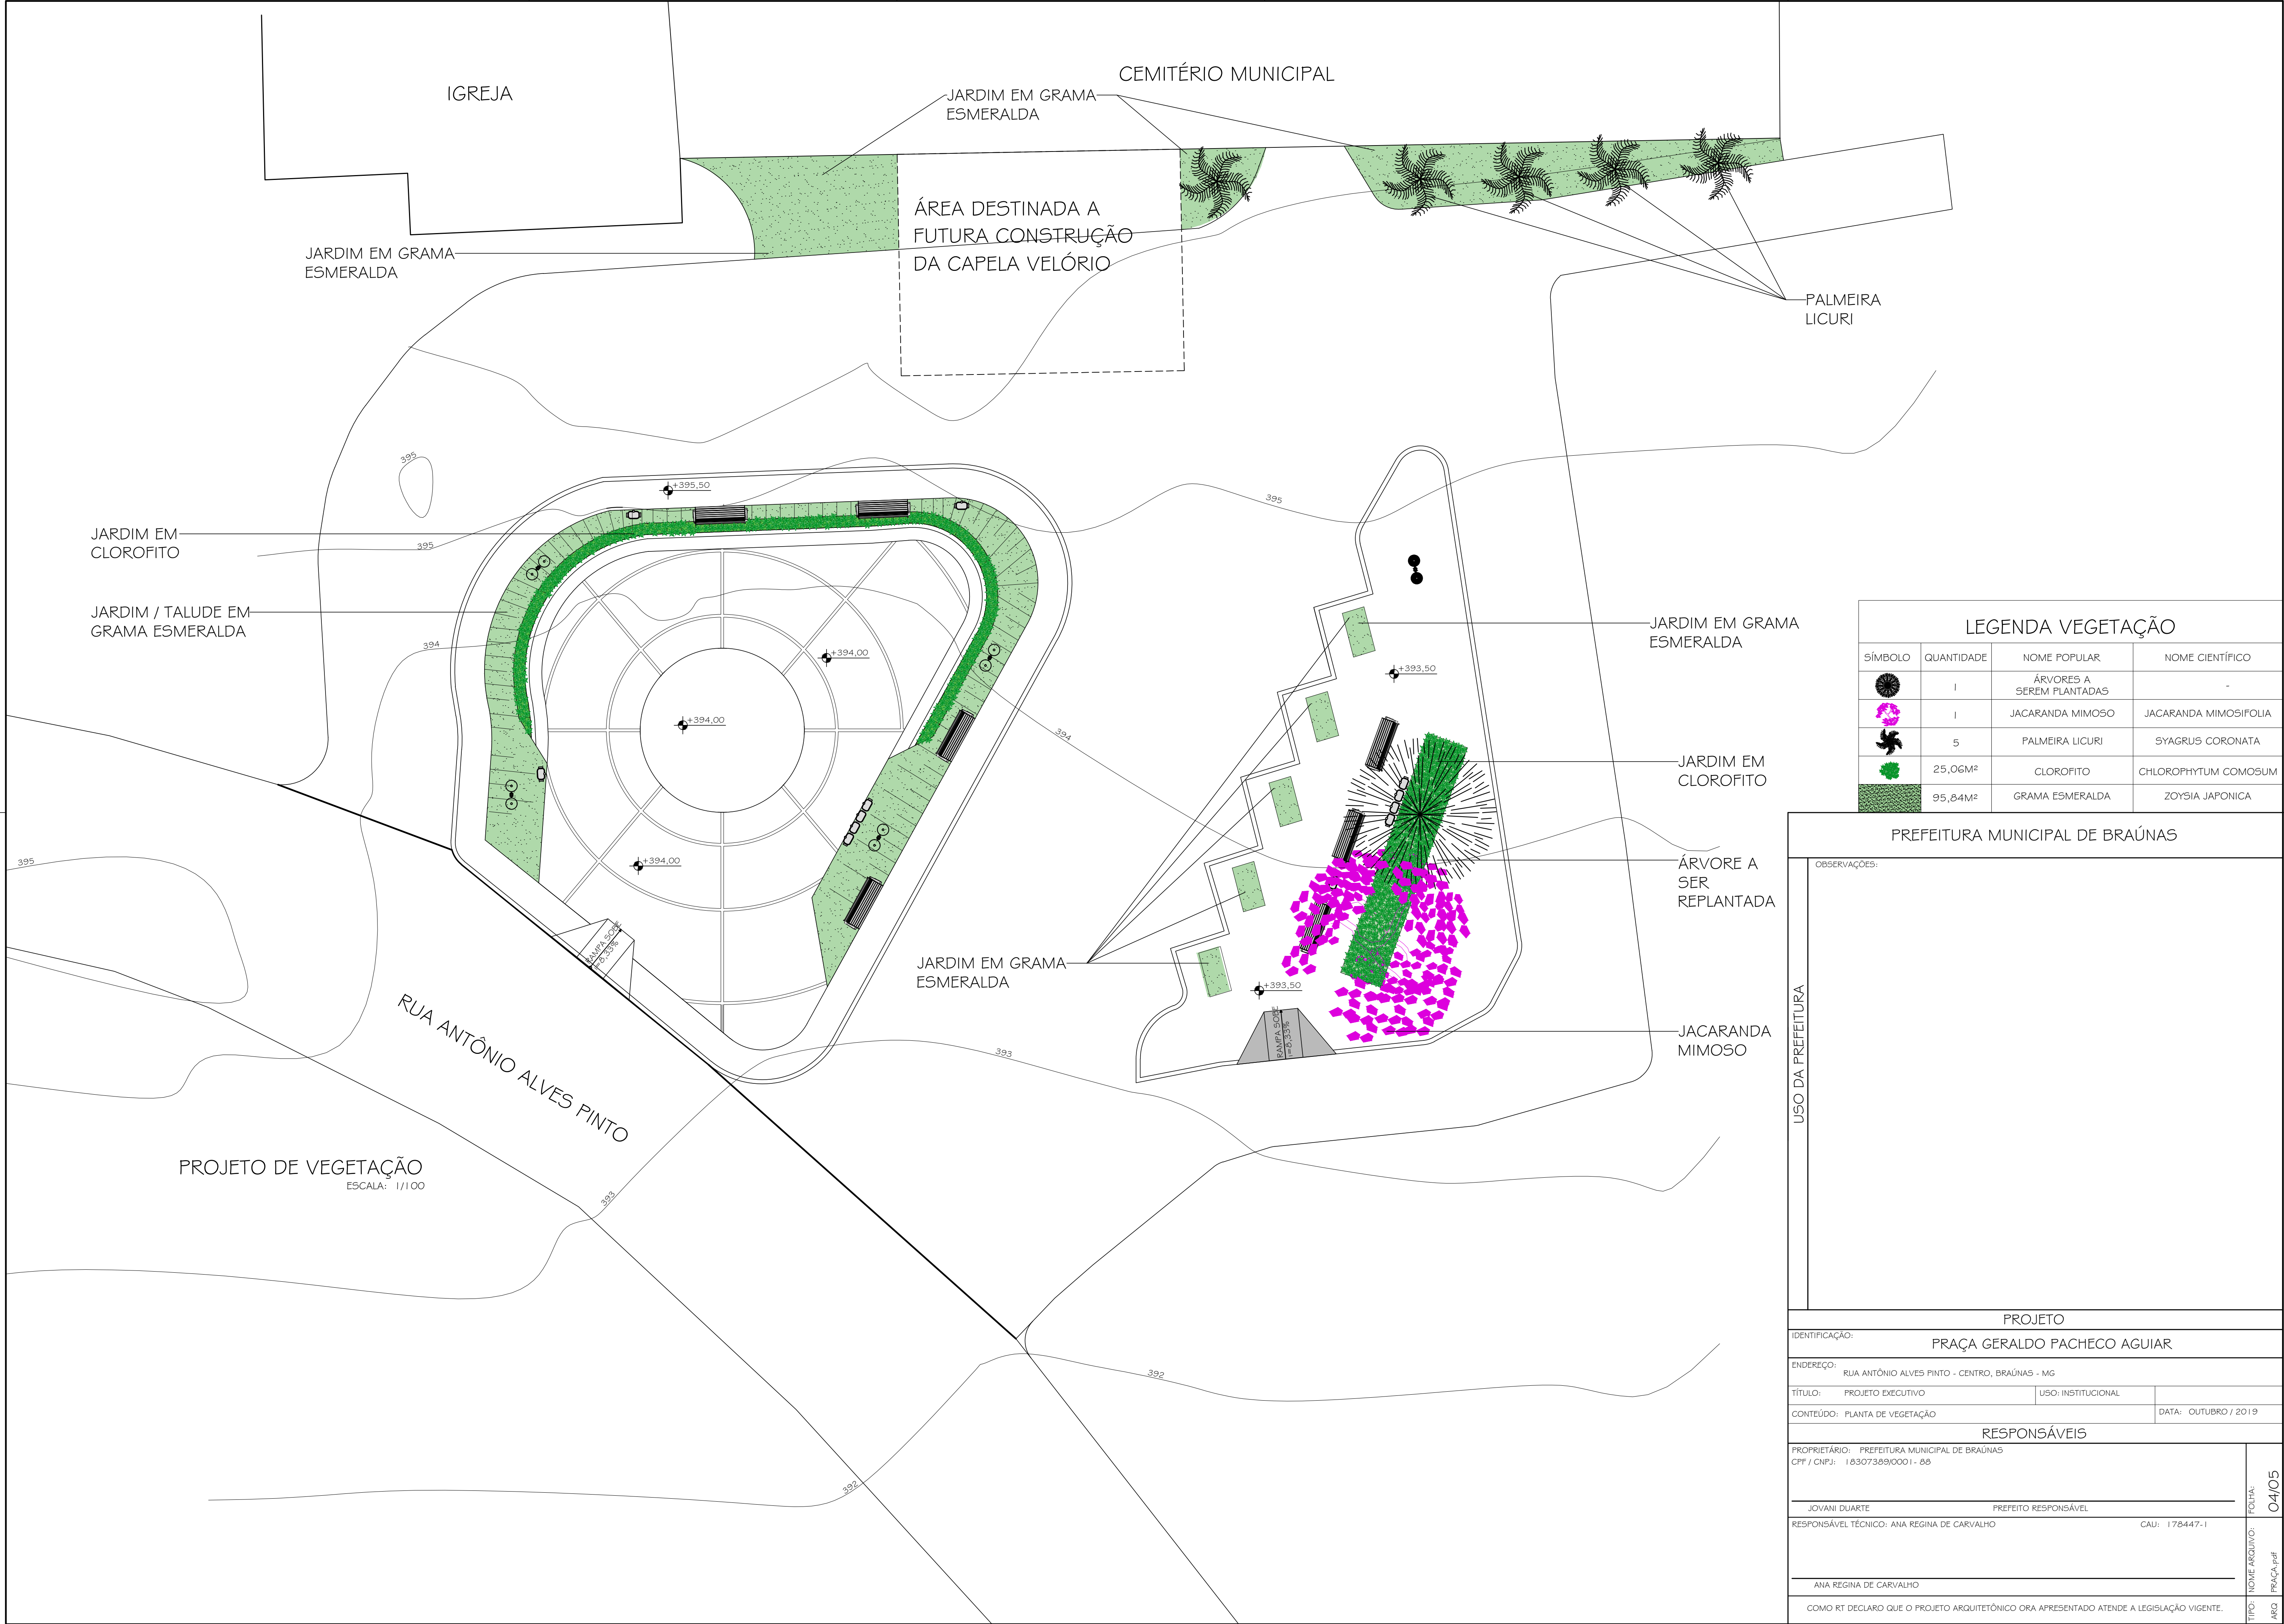 CEMITÉRIO MUNICIPAL
IGREJA
JARDIM EM GRAMA
ESMERALDA
ÁREA DESTINADA A
FUTURA CONSTRUÇÃO
DA CAPELA VELÓRIO
JARDIM EM GRAMA
ESMERALDA
PALMEIRA
LICURI
395
+395,50
395
JARDIM EM
CLOROFITO
395
JARDIM / TALUDE EM
GRAMA ESMERALDA
394
+394,00
+394,00
+394,00
394
RAMPA SOBE
i=8,33%
JARDIM EM GRAMA
ESMERALDA
+393,50
JARDIM EM
CLOROFITO
ÁRVORE A
SER
REPLANTADA
JARDIM EM GRAMA
ESMERALDA
+393,50
RAMPA SOBE
i=8,33%
JACARANDA
MIMOSO
395
393
RUA ANTÔNIO ALVES PINTO
PROJETO DE VEGETAÇÃO
ESCALA: 1/100
393
392
392
LEGENDA VEGETAÇÃO
SÍMBOLO QUANTIDADE NOME POPULAR NOME CIENTÍFICO
1 ÁRVORES A
SEREM PLANTADAS -
1 JACARANDA MIMOSO JACARANDA MIMOSIFOLIA
5 PALMEIRA LICURI SYAGRUS CORONATA
25,06M² CLOROFITO CHLOROPHYTUM COMOSUM
95,84M² GRAMA ESMERALDA ZOYSIA JAPONICA
PREFEITURA MUNICIPAL DE BRAÚNAS
OBSERVAÇÕES:
USO DA PREFEITURA
PROJETO
IDENTIFICAÇÃO: PRAÇA GERALDO PACHECO AGUIAR
ENDEREÇO: RUA ANTÔNIO ALVES PINTO - CENTRO, BRAÚNAS - MG
TÍTULO: PROJETO EXECUTIVO USO: INSTITUCIONAL
CONTEÚDO: PLANTA DE VEGETAÇÃO DATA: OUTUBRO / 2019
RESPONSÁVEIS
PROPRIETÁRIO: PREFEITURA MUNICIPAL DE BRAÚNAS
CPF / CNPJ: 18307389/0001- 88
JOVANI DUARTE PREFEITO RESPONSÁVEL
FOLHA: 04/05
RESPONSÁVEL TÉCNICO: ANA REGINA DE CARVALHO CAU: 178447-1
ANA REGINA DE CARVALHO
NOME ARQUIVO: PRAÇA.pdf
COMO RT DECLARO QUE O PROJETO ARQUITETÔNICO ORA APRESENTADO ATENDE A LEGISLAÇÃO VIGENTE.
TIPO: ARQ